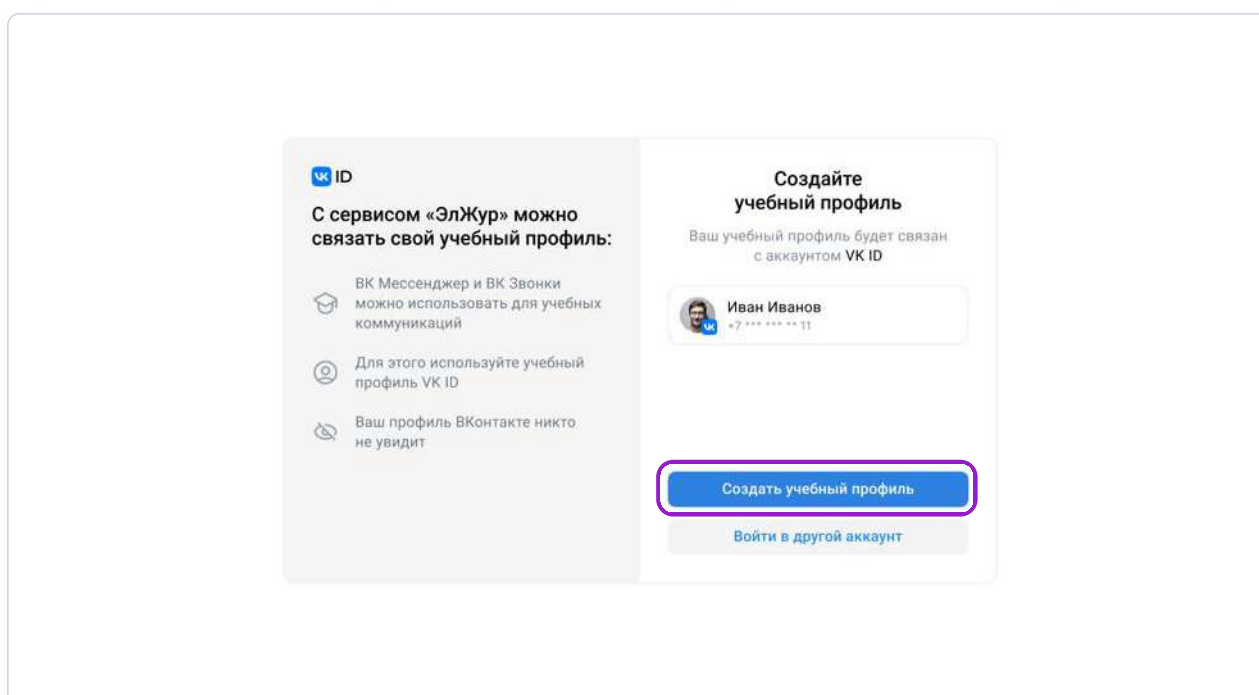 VK ID
С сервисом «ЭлЖур» можно
связать свой учебный профиль:
ВК Мессенджер и ВК Звонки
можно использовать для учебных
коммуникаций
Для этого используйте учебный
профиль VK ID
Ваш профиль ВКонтакте никто
не увидит
Создайте
учебный профиль
Ваш учебный профиль будет связан
с аккаунтом VK ID
Иван Иванов
+7 *** *** ** 11
Создать учебный профиль
Войти в другой аккаунт